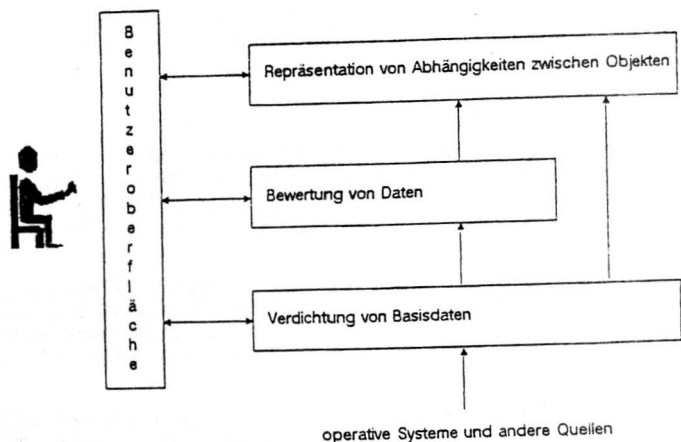 Benutzeroberfläche
Repräsentation von Abhängigkeiten zwischen Objekten
Bewertung von Daten
Verdichtung von Basisdaten
operative Systeme und andere Quellen